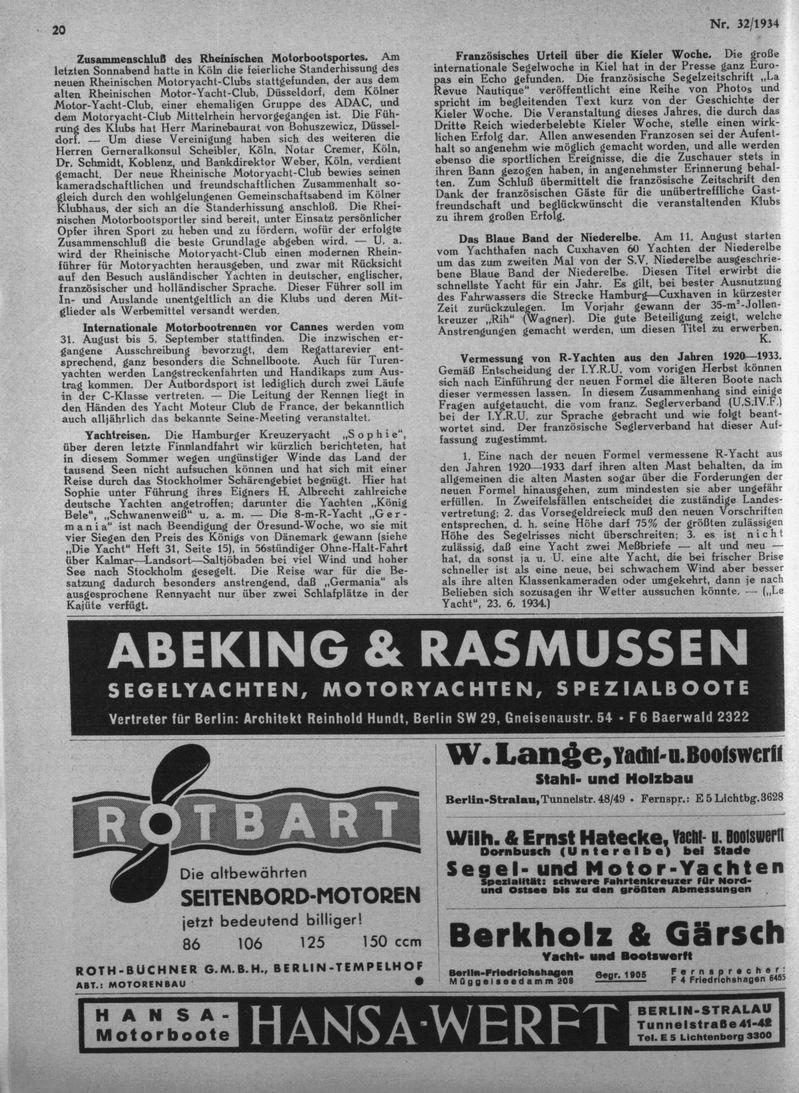 20
Nr. 32/1934
Zusammenschluß des Rheinischen Motorbootsportes. Am
letzten Sonnabend hatte in Köln die feierliche Standerhissung des
neuen Rheinischen Motoryacht-Clubs stattgefunden, der aus dem
alten Rheinischen Motor-Yacht-Club, Düsseldorf, dem Kölner
Motor-Yacht-Club, einer ehemaligen Gruppe des ADAC, und
dem Motoryacht-Club Mittelrhein hervorgegangen ist. Die Füh-
rung des Klubs hat Herr Marinebaurat von Bohuszewicz, Düssel-
dorf. — Um diese Vereinigung haben sich des weiteren die
Herren Gerneralkonsul Scheibler, Köln, Notar Cremer, Köln,
Dr. Schmidt, Koblenz, und Bankdirektor Weber, Köln, verdient
gemacht. Der neue Rheinische Motoryacht-Club bewies seinen
kameradschaftlichen und freundschaftlichen Zusammenhalt so-
gleich durch den wohlgelungenen Gemeinschaftsabend im Kölner
Klubhaus, der sich an die Standerhissung anschloß. Die Rhei-
nischen Motorbootsportler sind bereit, unter Einsatz persönlicher
Opfer ihren Sport zu heben und zu fördern, wofür der erfolgte
Zusammenschluß die beste Grundlage abgeben wird. — U. a.
wird der Rheinische Motoryacht-Club einen modernen Rhein-
führer für Motoryachten herausgeben, und zwar mit Rücksicht
auf den Besuch ausländischer Yachten in deutscher, englischer,
französischer und holländischer Sprache. Dieser Führer soll im
In- und Auslande unentgeltlich an die Klubs und deren Mit-
glieder als Werbemittel versandt werden.
Internationale Motorbootrennen vor Cannes werden vom
31. August bis 5. September stattfinden. Die inzwischen er-
gangene Ausschreibung bevorzugt, dem Regattarevier ent-
sprechend, ganz besonders die Schnellboote. Auch für Turen-
yachten werden Langstreckenfahrten und Handikaps zum Aus-
trag kommen. Der Autbordsport ist lediglich durch zwei Läufe
in der C-Klasse vertreten. — Die Leitung der Rennen liegt in
den Händen des Yacht Moteur Club de France, der bekanntlich
auch alljährlich das bekannte Seine-Meeting veranstaltet.
Yachtreisen. Die Hamburger Kreuzeryacht „Sophie",
über deren letzte Finnlandfahrt wir kürzlich berichteten, hat
in diesem Sommer wegen ungünstiger Winde das Land der
tausend Seen nicht aufsuchen können und hat sich mit einer
Reise durch das Stockholmer Schärengebiet begnügt. Hier hat
Sophie unter Führung ihres Eigners H. Albrecht zahlreiche
deutsche Yachten angetroffen; darunter die Yachten „König
Bele", „Schwanenweiß" u. a. m. — Die 8-m-R-Yacht „Ger-
mania" ist nach Beendigung der Öresund-Woche, wo sie mit
vier Siegen den Preis des Königs von Dänemark gewann (siehe
„Die Yacht" Heft 31, Seite 15), in 56stündiger Ohne-Halt-Fahrt
über Kalmar—Landsort—Saltjöbaden bei viel Wind und hoher
See nach Stockholm gesegelt. Die Reise war für die Be-
satzung dadurch besonders anstrengend, daß „Germania" als
ausgesprochene Rennyacht nur über zwei Schlafplätze in der
Kajüte verfügt.
Französisches Urteil über die Kieler Woche. Die große
internationale Segelwoche in Kiel hat in der Presse ganz Euro-
pas ein Echo gefunden. Die französische Segelzeitschrift „La
Revue Nautique" veröffentlicht eine Reihe von Photos und
spricht im begleitenden Text kurz von der Geschichte der
Kieler Woche. Die Veranstaltung dieses Jahres, die durch das
Dritte Reich wiederbelebte Kieler Woche, stelle einen wirk-
lichen Erfolg dar. Allen anwesenden Franzosen sei der Aufent-
halt so angenehm wie möglich gemacht worden, und alle werden
ebenso die sportlichen Ereignisse, die die Zuschauer stets in
ihren Bann gezogen haben, in angenehmster Erinnerung behal-
ten. Zum Schluß übermittelt die französische Zeitschrift den
Dank der französischen Gäste für die unübertreffliche Gast-
freundschaft und beglückwünscht die veranstaltenden Klubs
zu ihrem großen Erfolg.
Das Blaue Band der Niederelbe. Am 11. August starten
vom Yachthafen nach Cuxhaven 60 Yachten der Niederelbe
um das zum zweiten Mal von der S.V. Niederelbe ausgeschrie-
bene Blaue Band der Niederelbe. Diesen Titel erwirbt die
schnellste Yacht für ein Jahr. Es gilt, bei bester Ausnutzung
des Fahrwassers die Strecke Hamburg—Cuxhaven in kürzester
Zeit zurückzulegen. Im Vorjahr gewann der 35-m²-Jollen-
kreuzer „Rih" (Wagner). Die gute Beteiligung zeigt, welche
Anstrengungen gemacht werden, um diesen Titel zu erwerben.
K.
Vermessung von R-Yachten aus den Jahren 1920—1933.
Gemäß Entscheidung der I.Y.R.U. vom vorigen Herbst können
sich nach Einführung der neuen Formel die älteren Boote nach
dieser vermessen lassen. In diesem Zusammenhang sind einige
Fragen aufgetaucht, die vom franz. Seglerverband (U.S.IV.F.)
bei der I.Y.R.U. zur Sprache gebracht und wie folgt beant-
wortet sind. Der französische Seglerverband hat dieser Auf-
fassung zugestimmt.
1. Eine nach der neuen Formel vermessene R-Yacht aus
den Jahren 1920—1933 darf ihren alten Mast behalten, da im
allgemeinen die alten Masten sogar über die Forderungen der
neuen Formel hinausgehen, zum mindesten sie aber ungefähr
erfüllen. In Zweifelsfällen entscheidet die zuständige Landes-
vertretung; 2. das Vorsegeldreieck muß den neuen Vorschriften
entsprechen, d. h. seine Höhe darf 75% der größten zulässigen
Höhe des Segelrisses nicht überschreiten; 3. es ist nicht
zulässig, daß eine Yacht zwei Meßbriefe — alt und neu —
hat, da sonst ja u. U. eine alte Yacht, die bei frischer Brise
schneller ist als eine neue, bei schwachem Wind aber besser
als ihre alten Klassenkameraden oder umgekehrt, dann je nach
Belieben sich sozusagen ihr Wetter aussuchen könnte. — („Le
Yacht", 23. 6. 1934.)
ABEKING & RASMUSSEN
SEGELYACHTEN, MOTORYACHTEN, SPEZIALBOOTE
Vertreter für Berlin: Architekt Reinhold Hundt, Berlin SW 29, Gneisenaustr. 54 • F 6 Baerwald 2322
ROTBART
Die altbewährten
SEITENBORD-MOTOREN
jetzt bedeutend billiger!
86 106 125 150 ccm
ROTH-BÜCHNER G.M.B.H., BERLIN-TEMPELHOF
ABT.: MOTORENBAU
W. Lange, Yacht- u. Bootswerft
Stahl- und Holzbau
Berlin-Stralau, Tunnelstr. 48/49 • Fernspr.: E 5 Lichtbg. 3628
Wilh. & Ernst Hatecke, Yacht- u. Bootswerft
Dornbusch (Unterelbe) bei Stade
Segel- und Motor-Yachten
Spezialität: schwere Fahrtenkreuzer für Nord-
und Ostsee bis zu den größten Abmessungen
Berkholz & Gärsch
Yacht- und Bootswerft
Berlin-Friedrichshagen
Müggelseedamm 208
Gegr. 1905
Fernsprecher:
F 4 Friedrichshagen 6455
HANSA-
Motorboote
HANSA-WERFT
BERLIN-STRALAU
Tunnelstraße 41-42
Tel. E 5 Lichtenberg 3300